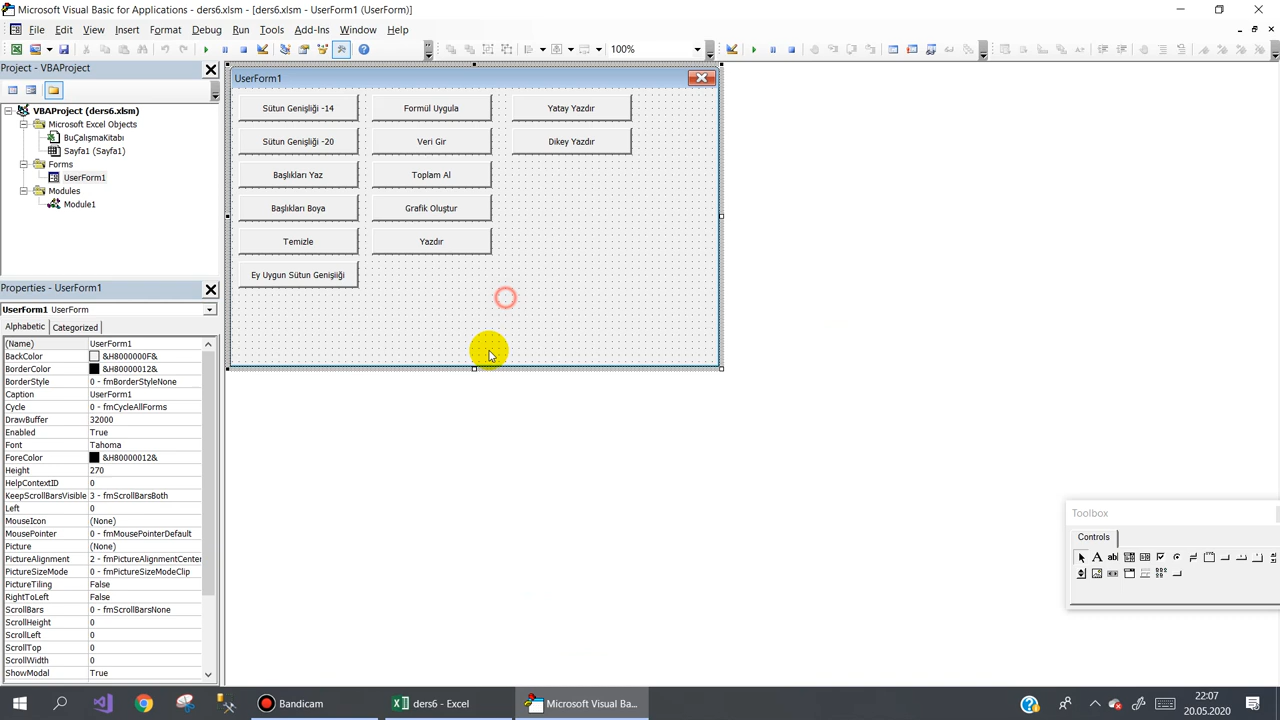 Microsoft Visual Basic for Applications - ders6.xlsm - [ders6.xlsm - UserForm1 (UserForm)]
File Edit View Insert Format Debug Run Tools Add-Ins Window Help
100%
Project - VBAProject
VBAProject (ders6.xlsm)
Microsoft Excel Objects
BuÇalışmaKitabı
Sayfa1 (Sayfa1)
Forms
UserForm1
Modules
Module1
UserForm1
Sütun Genişliği -14 Formül Uygula Yatay Yazdır
Sütun Genişliği -20 Veri Gir Dikey Yazdır
Başlıkları Yaz Toplam Al
Başlıkları Boya Grafik Oluştur
Temizle Yazdır
Ey Uygun Sütun Genişiiği
Properties - UserForm1
UserForm1 UserForm
Alphabetic Categorized
(Name) UserForm1
BackColor &H8000000F&
BorderColor &H80000012&
BorderStyle 0 - fmBorderStyleNone
Caption UserForm1
Cycle 0 - fmCycleAllForms
DrawBuffer 32000
Enabled True
Font Tahoma
ForeColor &H80000012&
Height 270
HelpContextID 0
KeepScrollBarsVisible 3 - fmScrollBarsBoth
Left 0
MouseIcon (None)
MousePointer 0 - fmMousePointerDefault
Picture (None)
PictureAlignment 2 - fmPictureAlignmentCenter
PictureSizeMode 0 - fmPictureSizeModeClip
PictureTiling False
RightToLeft False
ScrollBars 0 - fmScrollBarsNone
ScrollHeight 0
ScrollLeft 0
ScrollTop 0
ScrollWidth 0
ShowModal True
Toolbox
Controls
Bandicam
ders6 - Excel
Microsoft Visual Ba...
22:07
20.05.2020